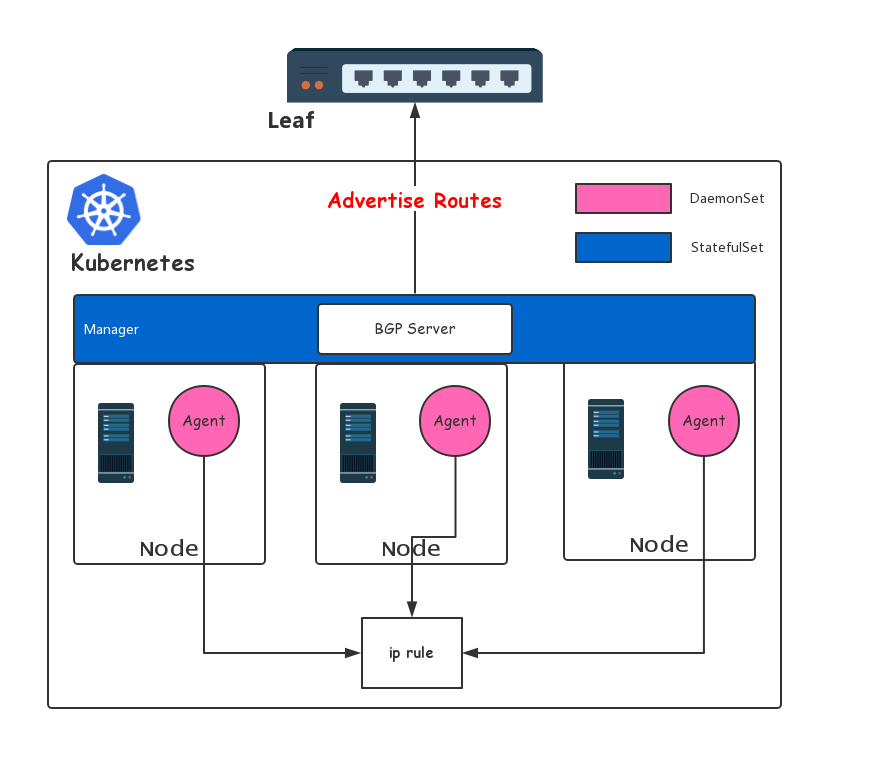 Leaf
Advertise Routes
DaemonSet
StatefulSet
Kubernetes
Manager
BGP Server
Agent
Agent
Agent
Node
Node
Node
ip rule